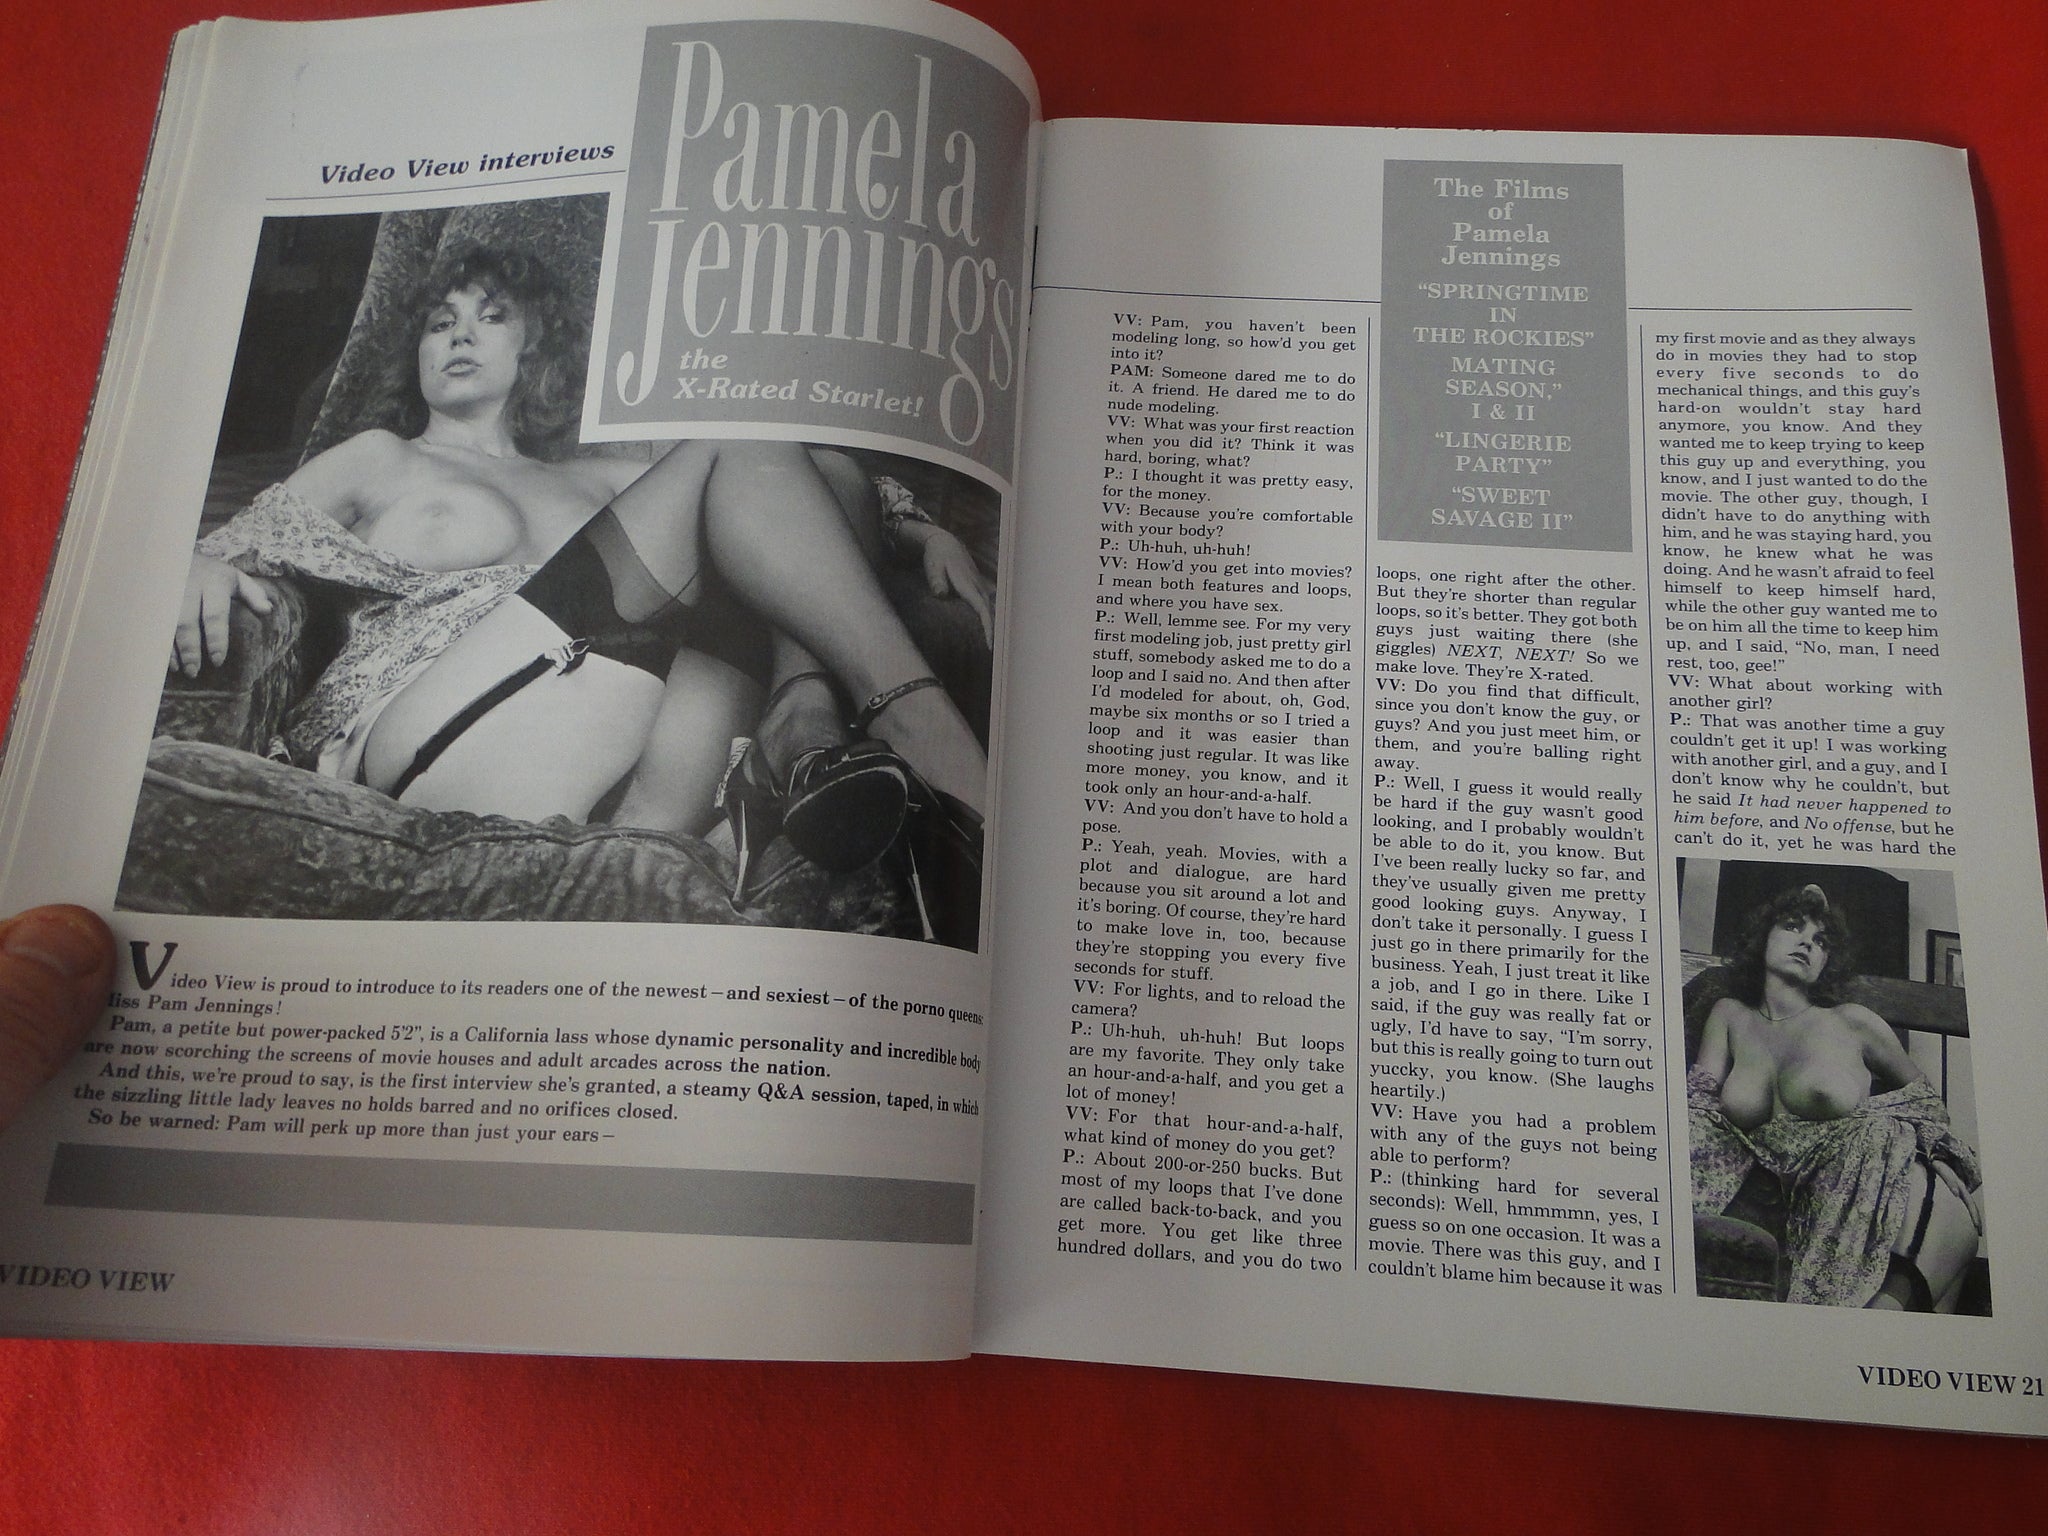 Video View interviews
Pamela
Jennings
the
X-Rated Starlet!
Video View is proud to introduce to its readers one of the newest—and sexiest—of the porno queens:
Miss Pam Jennings!
Pam, a petite but power-packed 5'2", is a California lass whose dynamic personality and incredible body
are now scorching the screens of movie houses and adult arcades across the nation.
And this, we're proud to say, is the first interview she's granted, a steamy Q&A session, taped, in which
the sizzling little lady leaves no holds barred and no orifices closed.
So be warned: Pam will perk up more than just your ears—
VIDEO VIEW
VV: Pam, you haven't been
modeling long, so how'd you get
into it?
PAM: Someone dared me to do
it. A friend. He dared me to do
nude modeling.
VV: What was your first reaction
when you did it? Think it was
hard, boring, what?
P.: I thought it was pretty easy,
for the money.
VV: Because you're comfortable
with your body?
P.: Uh-huh, uh-huh!
VV: How'd you get into movies?
I mean both features and loops,
and where you have sex.
P.: Well, lemme see. For my very
first modeling job, just pretty girl
stuff, somebody asked me to do a
loop and I said no. And then after
I'd modeled for about, oh, God,
maybe six months or so I tried a
loop and it was easier than
shooting just regular. It was like
more money, you know, and it
took only an hour-and-a-half.
VV: And you don't have to hold a
pose.
P.: Yeah, yeah. Movies, with a
plot and dialogue, are hard
because you sit around a lot and
it's boring. Of course, they're hard
to make love in, too, because
they're stopping you every five
seconds for stuff.
VV: For lights, and to reload the
camera?
P.: Uh-huh, uh-huh! But loops
are my favorite. They only take
an hour-and-a-half, and you get a
lot of money!
VV: For that hour-and-a-half,
what kind of money do you get?
P.: About 200-or-250 bucks. But
most of my loops that I've done
are called back-to-back, and you
get more. You get like three
hundred dollars, and you do two
The Films
of
Pamela
Jennings
"SPRINGTIME
IN
THE ROCKIES"
MATING
SEASON,"
I & II
"LINGERIE
PARTY"
"SWEET
SAVAGE II"
loops, one right after the other.
But they're shorter than regular
loops, so it's better. They got both
guys just waiting there (she
giggles) NEXT, NEXT! So we
make love. They're X-rated.
VV: Do you find that difficult,
since you don't know the guy, or
guys? And you just meet him, or
them, and you're balling right
away.
P.: Well, I guess it would really
be hard if the guy wasn't good
looking, and I probably wouldn't
be able to do it, you know. But
I've been really lucky so far, and
they've usually given me pretty
good looking guys. Anyway, I
don't take it personally. I guess I
just go in there primarily for the
business. Yeah, I just treat it like
a job, and I go in there. Like I
said, if the guy was really fat or
ugly, I'd have to say, "I'm sorry,
but this is really going to turn out
yuccky, you know. (She laughs
heartily.)
VV: Have you had a problem
with any of the guys not being
able to perform?
P.: (thinking hard for several
seconds): Well, hmmmmn, yes, I
guess so on one occasion. It was a
movie. There was this guy, and I
couldn't blame him because it was
my first movie and as they always
do in movies they had to stop
every five seconds to do
mechanical things, and this guy's
hard-on wouldn't stay hard
anymore, you know. And they
wanted me to keep trying to keep
this guy up and everything, you
know, and I just wanted to do the
movie. The other guy, though, I
didn't have to do anything with
him, and he was staying hard, you
know, he knew what he was
doing. And he wasn't afraid to feel
himself to keep himself hard,
while the other guy wanted me to
be on him all the time to keep him
up, and I said, "No, man, I need
rest, too, gee!"
VV: What about working with
another girl?
P.: That was another time a guy
couldn't get it up! I was working
with another girl, and a guy, and I
don't know why he couldn't, but
he said It had never happened to
him before, and No offense, but he
can't do it, yet he was hard the
VIDEO VIEW 21